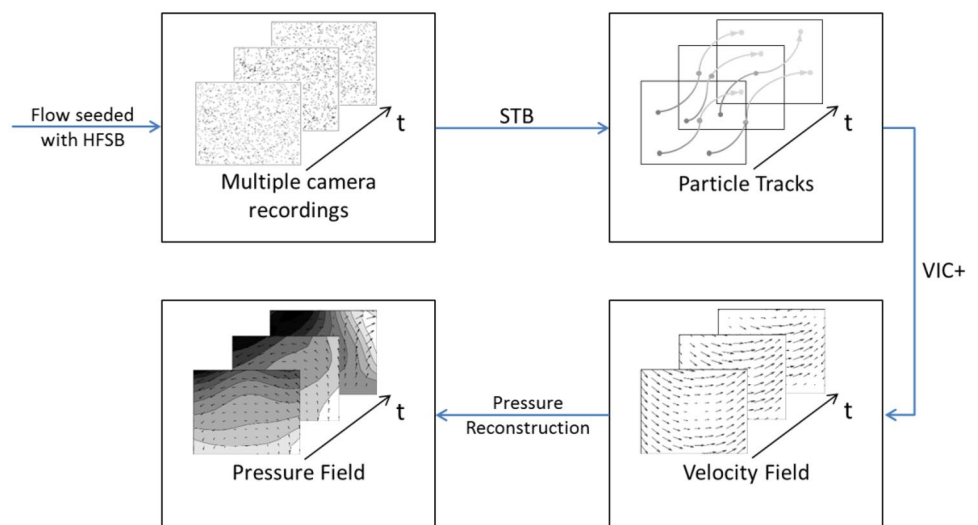 Flow seeded
with HFSB
t
Multiple camera
recordings
STB
t
Particle Tracks
VIC+
t
Velocity Field
Pressure
Reconstruction
t
Pressure Field